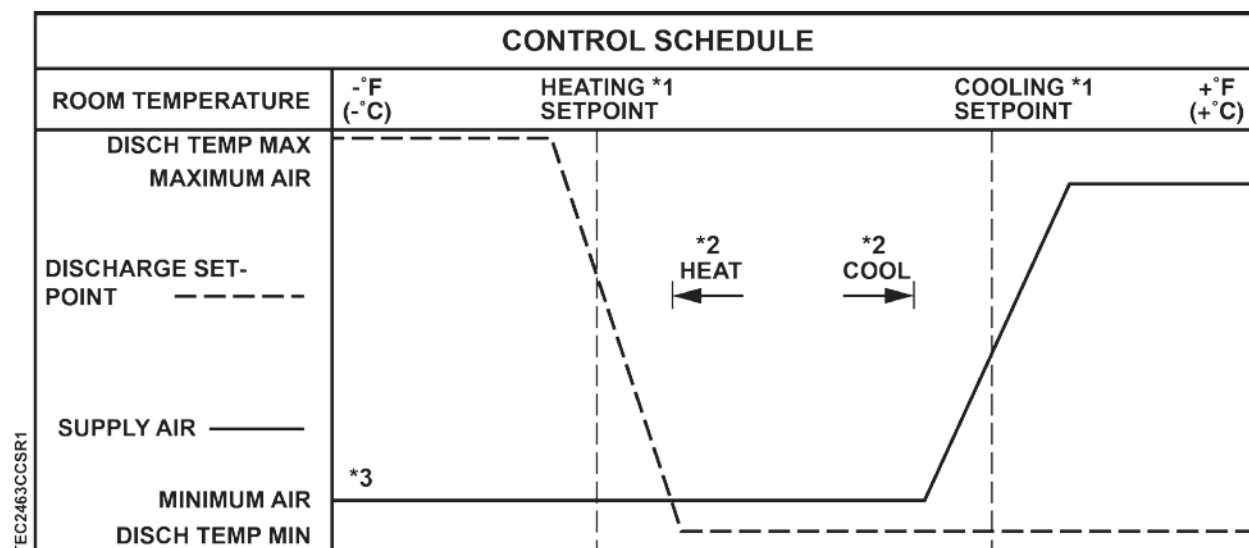 CONTROL SCHEDULE
ROOM TEMPERATURE
-°F
(-°C)
HEATING *1
SETPOINT
COOLING *1
SETPOINT
+°F
(+°C)
DISCH TEMP MAX
MAXIMUM AIR
DISCHARGE SET-
POINT
*2
HEAT
*2
COOL
SUPPLY AIR
*3
MINIMUM AIR
DISCH TEMP MIN
TEC2463CCSR1